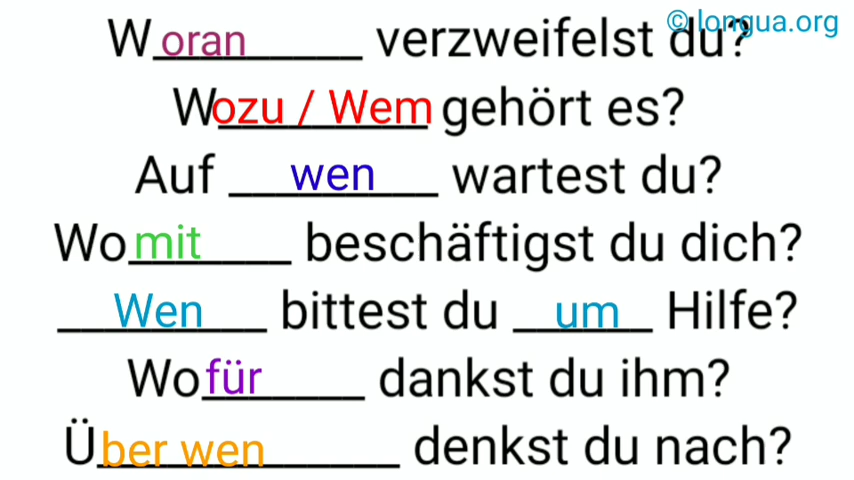 © longua.org
Woran verzweifelst du?
Wozu / Wem gehört es?
Auf wen wartest du?
Womit beschäftigst du dich?
Wen bittest du um Hilfe?
Wofür dankst du ihm?
Über wen denkst du nach?